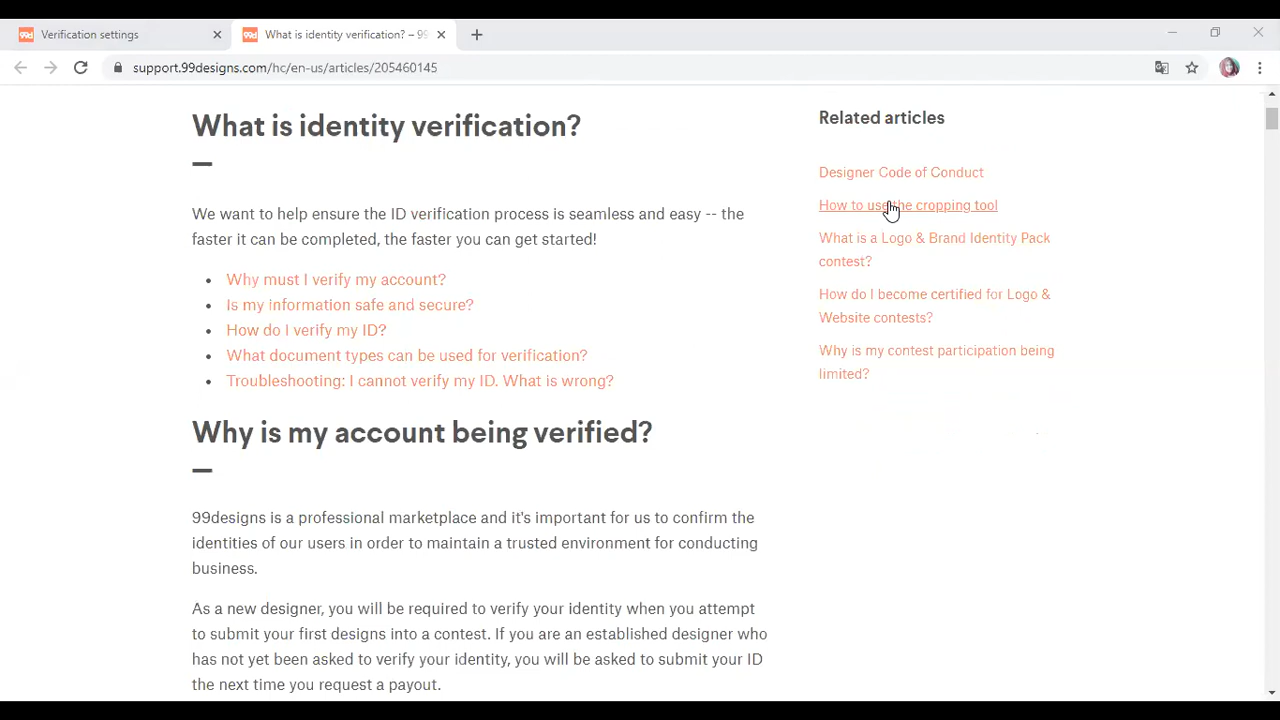 99d Verification settings
99d What is identity verification? – 99
support.99designs.com/hc/en-us/articles/205460145
What is identity verification?
We want to help ensure the ID verification process is seamless and easy -- the
faster it can be completed, the faster you can get started!
• Why must I verify my account?
• Is my information safe and secure?
• How do I verify my ID?
• What document types can be used for verification?
• Troubleshooting: I cannot verify my ID. What is wrong?
Why is my account being verified?
99designs is a professional marketplace and it's important for us to confirm the
identities of our users in order to maintain a trusted environment for conducting
business.
As a new designer, you will be required to verify your identity when you attempt
to submit your first designs into a contest. If you are an established designer who
has not yet been asked to verify your identity, you will be asked to submit your ID
the next time you request a payout.
Related articles
Designer Code of Conduct
How to use the cropping tool
What is a Logo & Brand Identity Pack
contest?
How do I become certified for Logo &
Website contests?
Why is my contest participation being
limited?